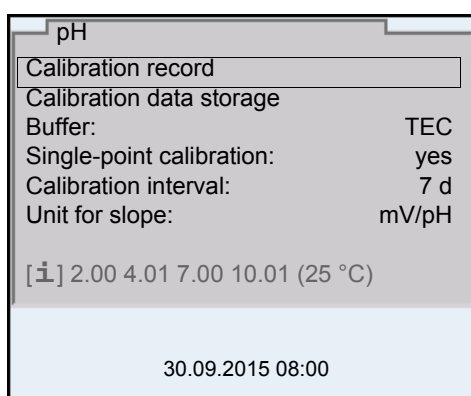 pH
Calibration record
Calibration data storage
Buffer: TEC
Single-point calibration: yes
Calibration interval: 7 d
Unit for slope: mV/pH
[i] 2.00 4.01 7.00 10.01 (25 °C)
30.09.2015 08:00